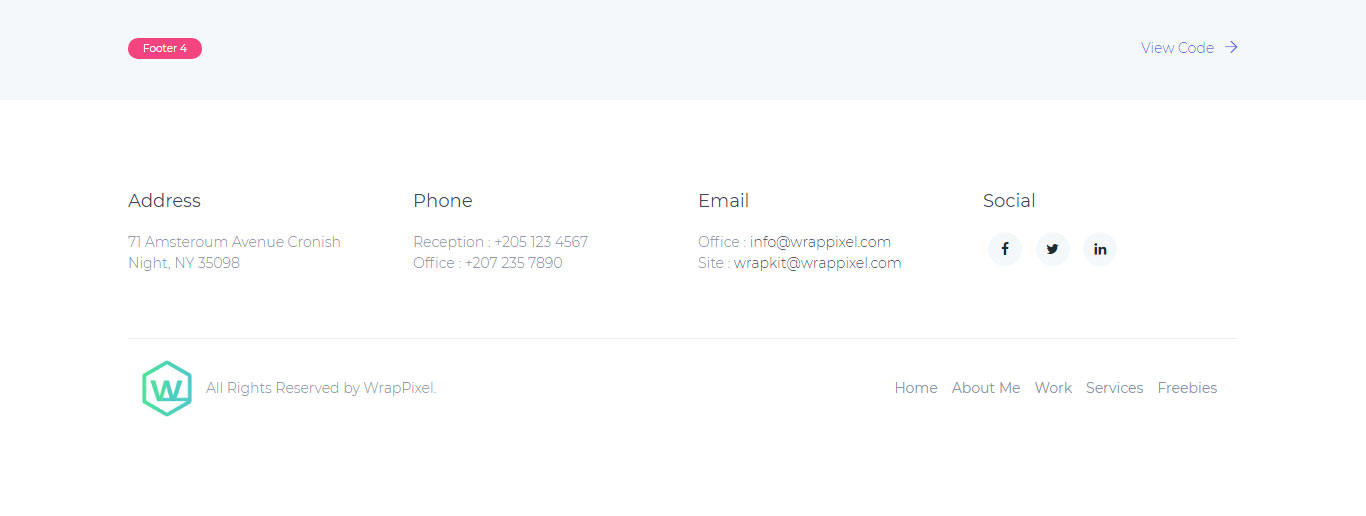 Footer 4
View Code
Address
71 Amsteroum Avenue Cronish
Night, NY 35098
Phone
Reception : +205 123 4567
Office : +207 235 7890
Email
Office : info@wrappixel.com
Site : wrapkit@wrappixel.com
Social
W
All Rights Reserved by WrapPixel.
Home About Me Work Services Freebies